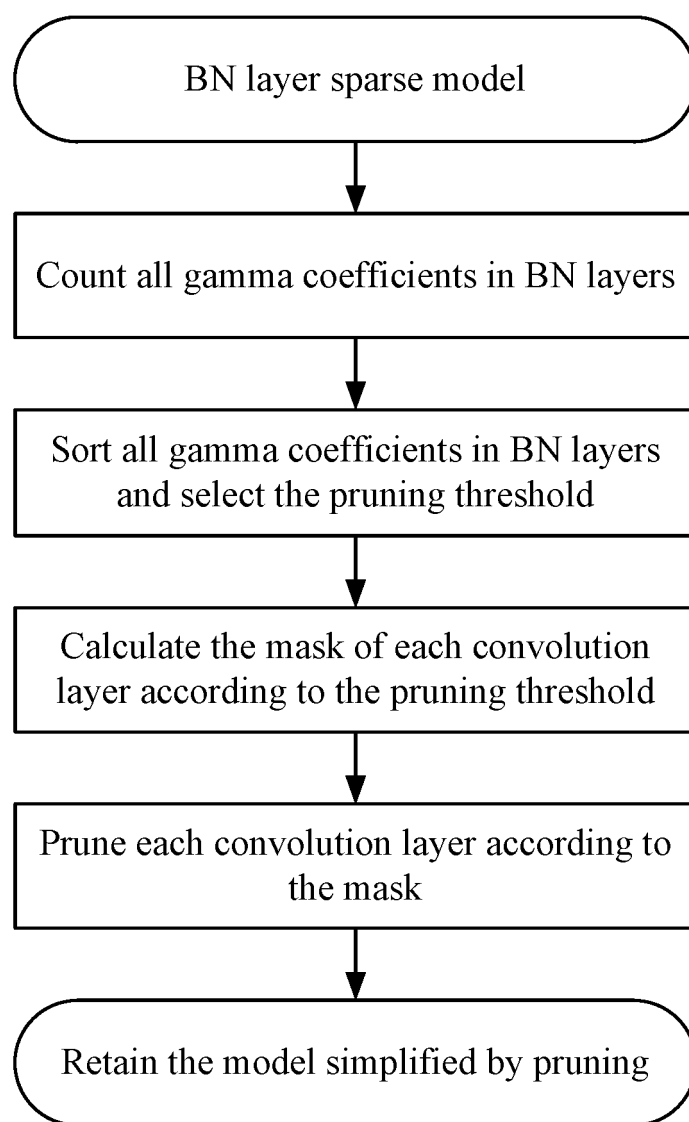 BN layer sparse model
Count all gamma coefficients in BN layers
Sort all gamma coefficients in BN layers
and select the pruning threshold
Calculate the mask of each convolution
layer according to the pruning threshold
Prune each convolution layer according to
the mask
Retain the model simplified by pruning